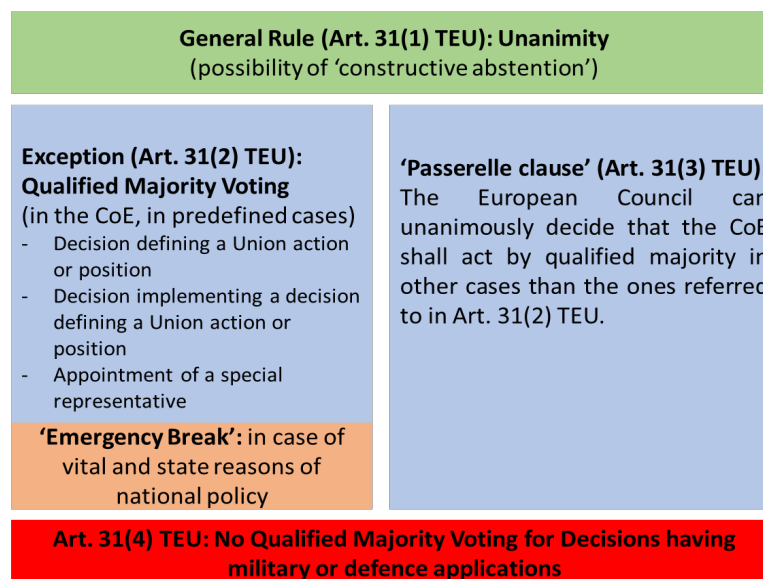 General Rule (Art. 31(1) TEU): Unanimity
(possibility of ‘constructive abstention’)
Exception (Art. 31(2) TEU):
Qualified Majority Voting
(in the CoE, in predefined cases)
- Decision defining a Union action
or position
- Decision implementing a decision
defining a Union action or
position
- Appointment of a special
representative
‘Emergency Break’: in case of
vital and state reasons of
national policy
‘Passerelle clause’ (Art. 31(3) TEU)
The European Council can
unanimously decide that the CoE
shall act by qualified majority in
other cases than the ones referred
to in Art. 31(2) TEU.
Art. 31(4) TEU: No Qualified Majority Voting for Decisions having
military or defence applications